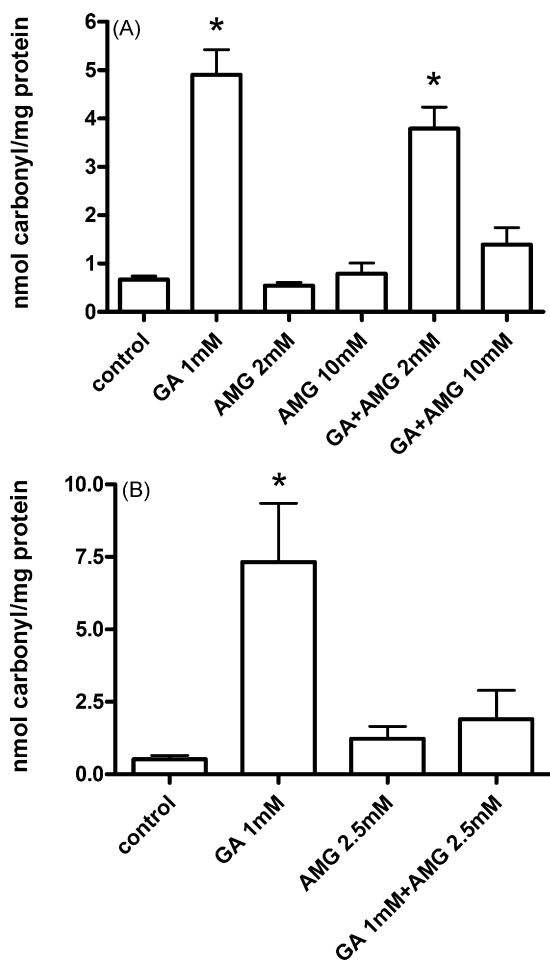 (A)
nmol carbonyl/mg protein
6
5
4
3
2
1
0
*
*
control
GA 1mM
AMG 2mM
AMG 10mM
GA+AMG 2mM
GA+AMG 10mM
(B)
nmol carbonyl/mg protein
10.0
7.5
5.0
2.5
0.0
*
control
GA 1mM
AMG 2.5mM
GA 1mM+AMG 2.5mM